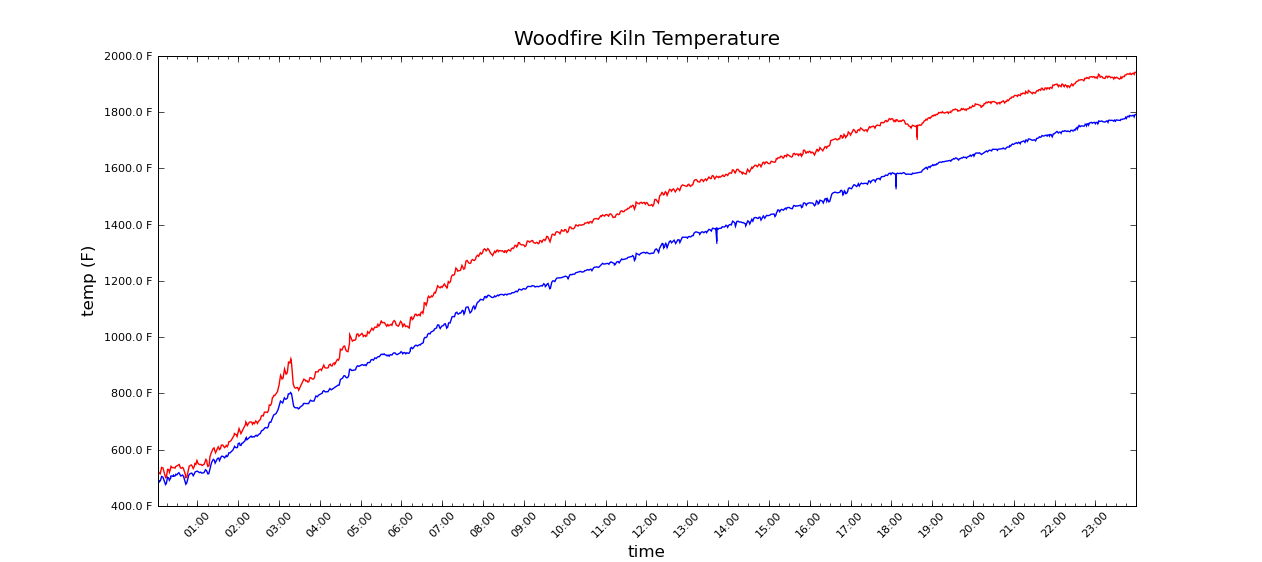 Woodfire Kiln Temperature
2000.0 F
1800.0 F
1600.0 F
1400.0 F
1200.0 F
1000.0 F
800.0 F
600.0 F
400.0 F
temp (F)
01:00 02:00 03:00 04:00 05:00 06:00 07:00 08:00 09:00 10:00 11:00 12:00 13:00 14:00 15:00 16:00 17:00 18:00 19:00 20:00 21:00 22:00 23:00
time